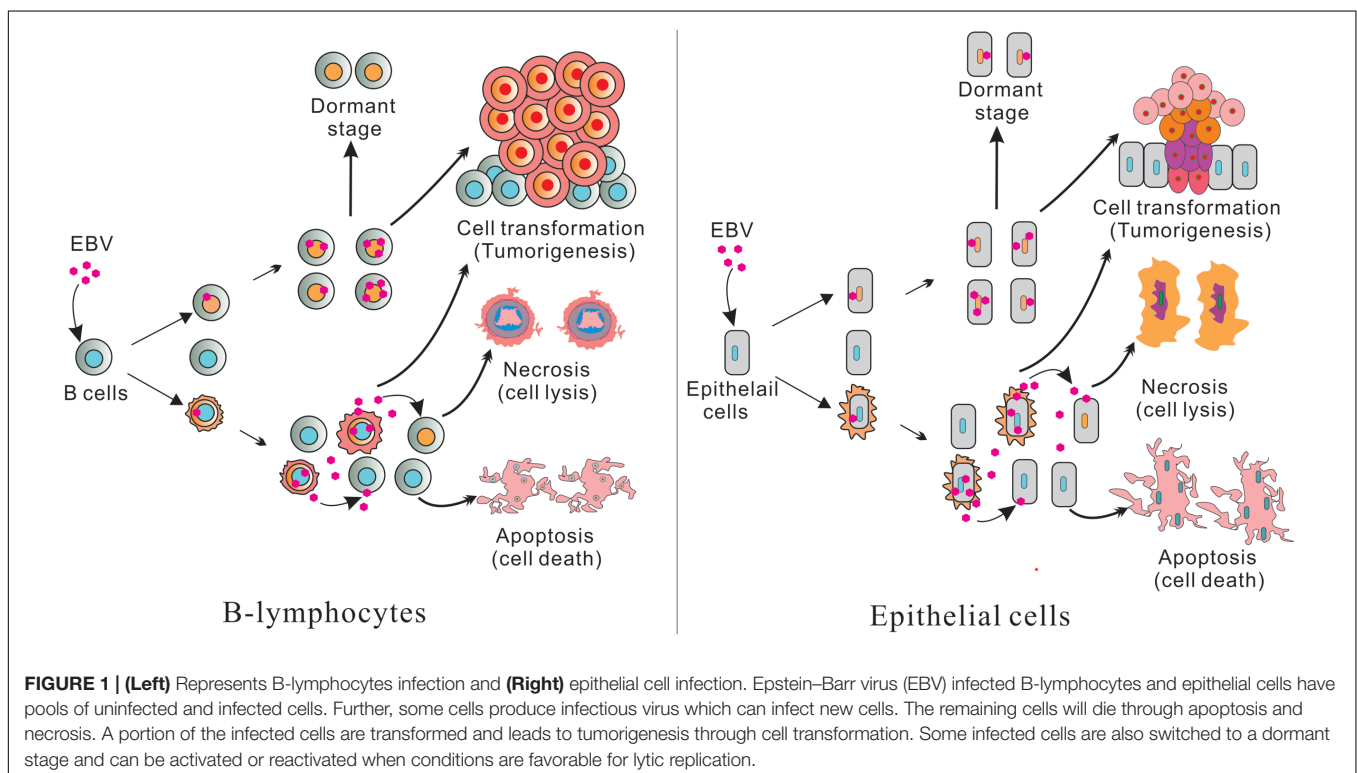 Dormant
stage
EBV
B cells
Cell transformation
(Tumorigenesis)
Necrosis
(cell lysis)
Apoptosis
(cell death)
B-lymphocytes
Dormant
stage
EBV
Epithelail
cells
Cell transformation
(Tumorigenesis)
Necrosis
(cell lysis)
Apoptosis
(cell death)
Epithelial cells
FIGURE 1 | (Left) Represents B-lymphocytes infection and (Right) epithelial cell infection. Epstein–Barr virus (EBV) infected B-lymphocytes and epithelial cells have
pools of uninfected and infected cells. Further, some cells produce infectious virus which can infect new cells. The remaining cells will die through apoptosis and
necrosis. A portion of the infected cells are transformed and leads to tumorigenesis through cell transformation. Some infected cells are also switched to a dormant
stage and can be activated or reactivated when conditions are favorable for lytic replication.